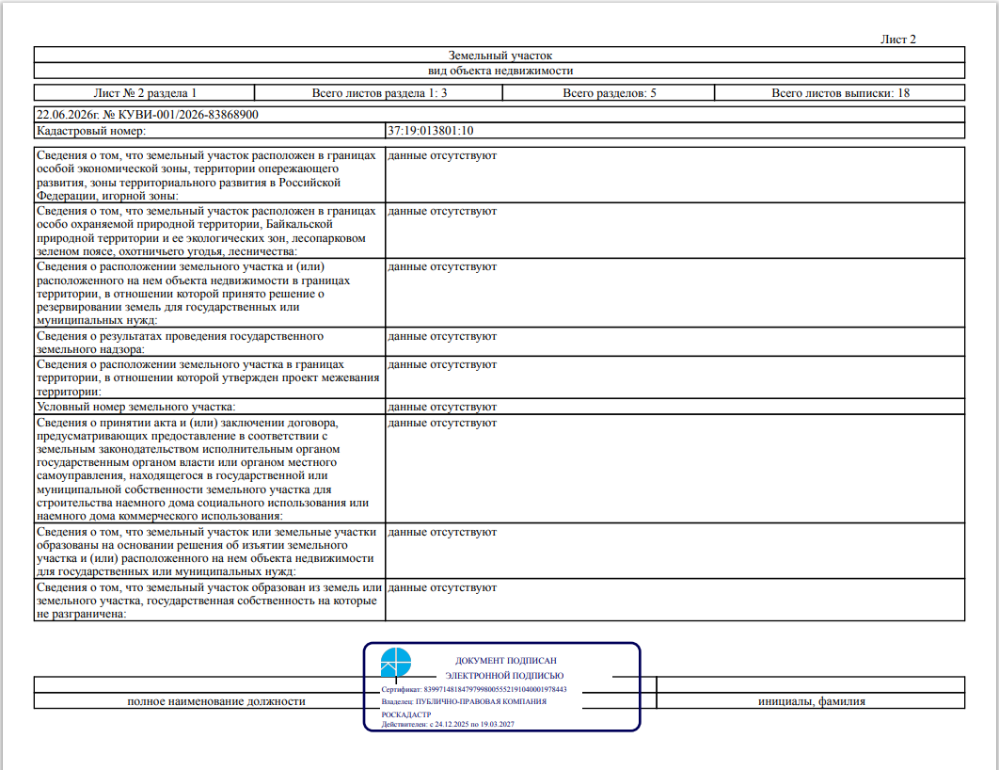 Лист 2
Земельный участок
вид объекта недвижимости
Лист № 2 раздела 1 Всего листов раздела 1: 3 Всего разделов: 5 Всего листов выписки: 18
22.06.2026г. № КУВИ-001/2026-83868900
Кадастровый номер: 37:19:013801:10
Сведения о том, что земельный участок расположен в границах данные отсутствуют
особой экономической зоны, территории опережающего
развития, зоны территориального развития в Российской
Федерации, игорной зоны:
Сведения о том, что земельный участок расположен в границах данные отсутствуют
особо охраняемой природной территории, Байкальской
природной территории и ее экологических зон, лесопарковом
зеленом поясе, охотничьего угодья, лесничества:
Сведения о расположении земельного участка и (или) данные отсутствуют
расположенного на нем объекта недвижимости в границах
территории, в отношении которой принято решение о
резервировании земель для государственных или
муниципальных нужд:
Сведения о результатах проведения государственного данные отсутствуют
земельного надзора:
Сведения о расположении земельного участка в границах данные отсутствуют
территории, в отношении которой утвержден проект межевания
территории:
Условный номер земельного участка: данные отсутствуют
Сведения о принятии акта и (или) заключении договора, данные отсутствуют
предусматривающих предоставление в соответствии с
земельным законодательством исполнительным органом
государственным органом власти или органом местного
самоуправления, находящегося в государственной или
муниципальной собственности земельного участка для
строительства наемного дома социального использования или
наемного дома коммерческого использования:
Сведения о том, что земельный участок или земельные участки данные отсутствуют
образованы на основании решения об изъятии земельного
участка и (или) расположенного на нем объекта недвижимости
для государственных или муниципальных нужд:
Сведения о том, что земельный участок образован из земель или данные отсутствуют
земельного участка, государственная собственность на которые
не разграничена:
ДОКУМЕНТ ПОДПИСАН
ЭЛЕКТРОННОЙ ПОДПИСЬЮ
Сертификат: 83997148184797998005552191040001978443
Владелец: ПУБЛИЧНО-ПРАВОВАЯ КОМПАНИЯ
РОСКАДАСТР
Действителен: с 24.12.2025 по 19.03.2027
полное наименование должности инициалы, фамилия